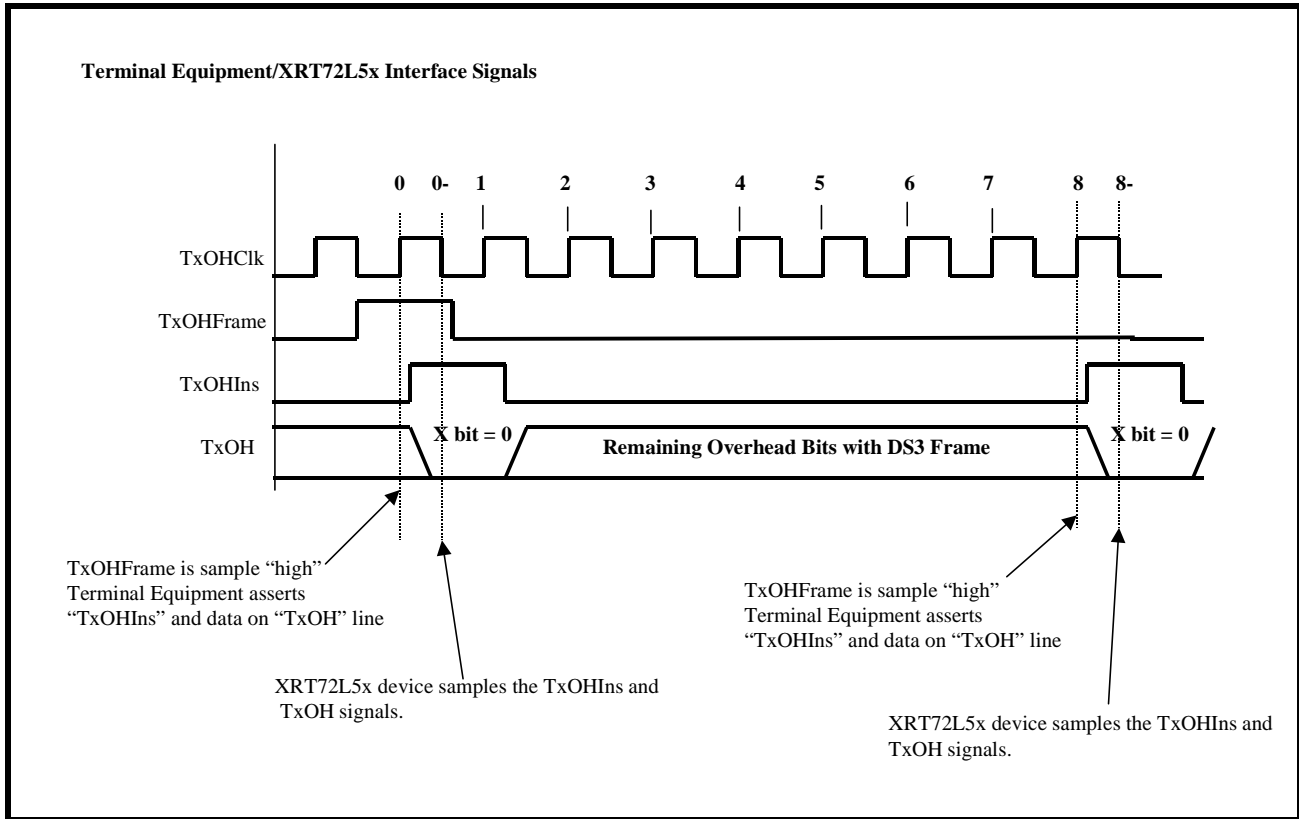 Terminal Equipment/XRT72L5x Interface Signals
0 0- 1 2 3 4 5 6 7 8 8-
TxOHClk
TxOHFrame
TxOHIns
TxOH
X bit = 0
Remaining Overhead Bits with DS3 Frame
X bit = 0
TxOHFrame is sample “high”
Terminal Equipment asserts
“TxOHIns” and data on “TxOH” line
XRT72L5x device samples the TxOHIns and
TxOH signals.
TxOHFrame is sample “high”
Terminal Equipment asserts
“TxOHIns” and data on “TxOH” line
XRT72L5x device samples the TxOHIns and
TxOH signals.